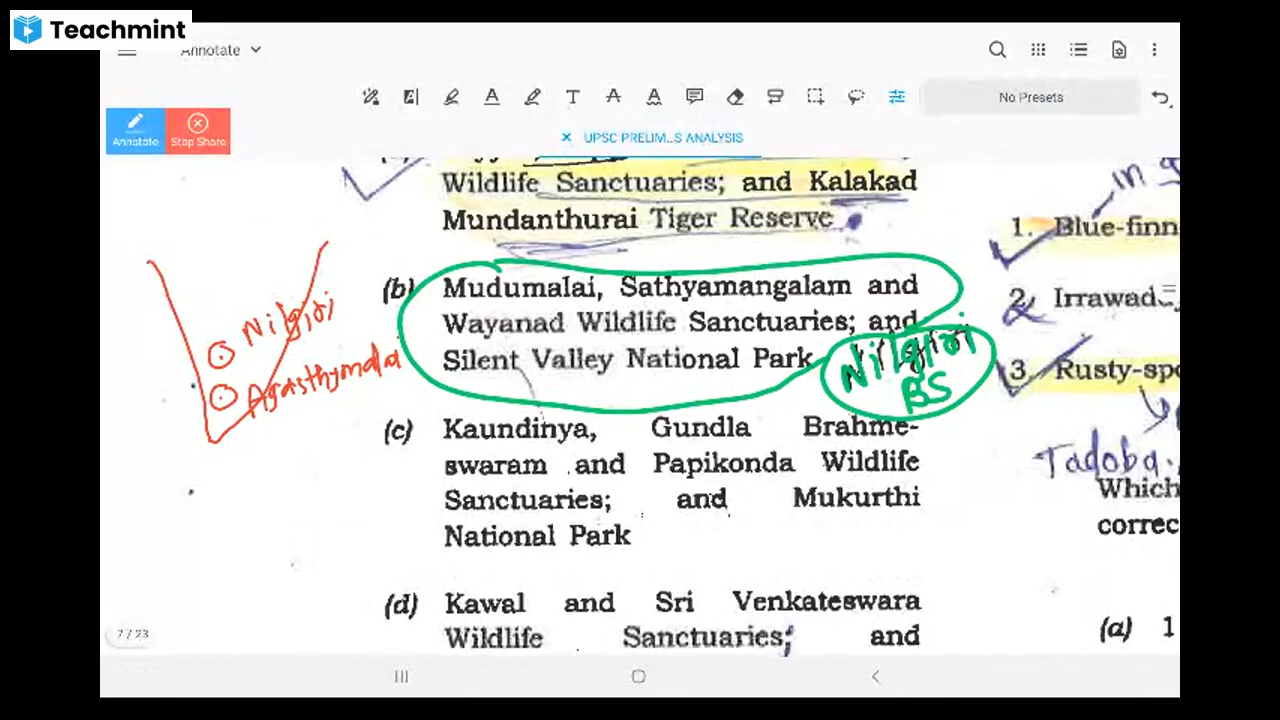 Teachmint
Annotate
No Presets
Annotate
Stop Share
UPSC PRELIM...S ANALYSIS
Wildlife Sanctuaries; and Kalakad
Mundanthurai Tiger Reserve
(b) Mudumalai, Sathyamangalam and
Wayanad Wildlife Sanctuaries; and
Silent Valley National Park
Nilgiri
BS
Nilgiri
Agasthymalai
(c) Kaundinya, Gundla Brahme-
swaram and Papikonda Wildlife
Sanctuaries; and Mukurthi
National Park
(d) Kawal and Sri Venkateswara
Wildlife Sanctuaries; and
7 / 23
in
1. Blue-finn
2. Irrawad
3. Rusty-spo
Tadoba
Which
correc
(a) 1